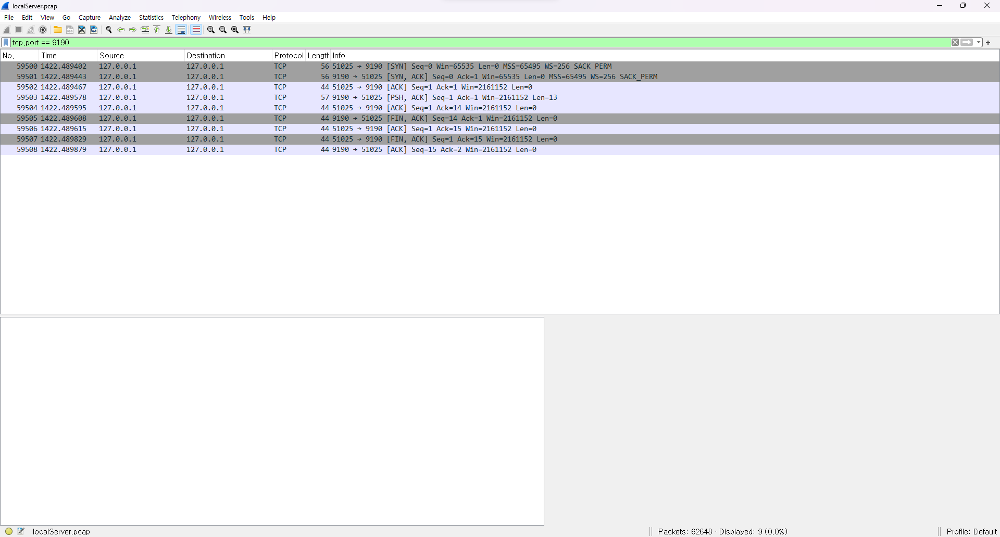 localServer.pcap
File Edit View Go Capture Analyze Statistics Telephony Wireless Tools Help
tcp.port == 9190
No. Time Source Destination Protocol Length Info
59500 1422.489402 127.0.0.1 127.0.0.1 TCP 56 51025 → 9190 [SYN] Seq=0 Win=65535 Len=0 MSS=65495 WS=256 SACK_PERM
59501 1422.489443 127.0.0.1 127.0.0.1 TCP 56 9190 → 51025 [SYN, ACK] Seq=0 Ack=1 Win=65535 Len=0 MSS=65495 WS=256 SACK_PERM
59502 1422.489467 127.0.0.1 127.0.0.1 TCP 44 51025 → 9190 [ACK] Seq=1 Ack=1 Win=2161152 Len=0
59503 1422.489578 127.0.0.1 127.0.0.1 TCP 57 9190 → 51025 [PSH, ACK] Seq=1 Ack=1 Win=2161152 Len=13
59504 1422.489595 127.0.0.1 127.0.0.1 TCP 44 51025 → 9190 [ACK] Seq=1 Ack=14 Win=2161152 Len=0
59505 1422.489608 127.0.0.1 127.0.0.1 TCP 44 9190 → 51025 [FIN, ACK] Seq=14 Ack=1 Win=2161152 Len=0
59506 1422.489615 127.0.0.1 127.0.0.1 TCP 44 51025 → 9190 [ACK] Seq=1 Ack=15 Win=2161152 Len=0
59507 1422.489829 127.0.0.1 127.0.0.1 TCP 44 51025 → 9190 [FIN, ACK] Seq=1 Ack=15 Win=2161152 Len=0
59508 1422.489879 127.0.0.1 127.0.0.1 TCP 44 9190 → 51025 [ACK] Seq=15 Ack=2 Win=2161152 Len=0
localServer.pcap Packets: 62648 · Displayed: 9 (0.0%) Profile: Default